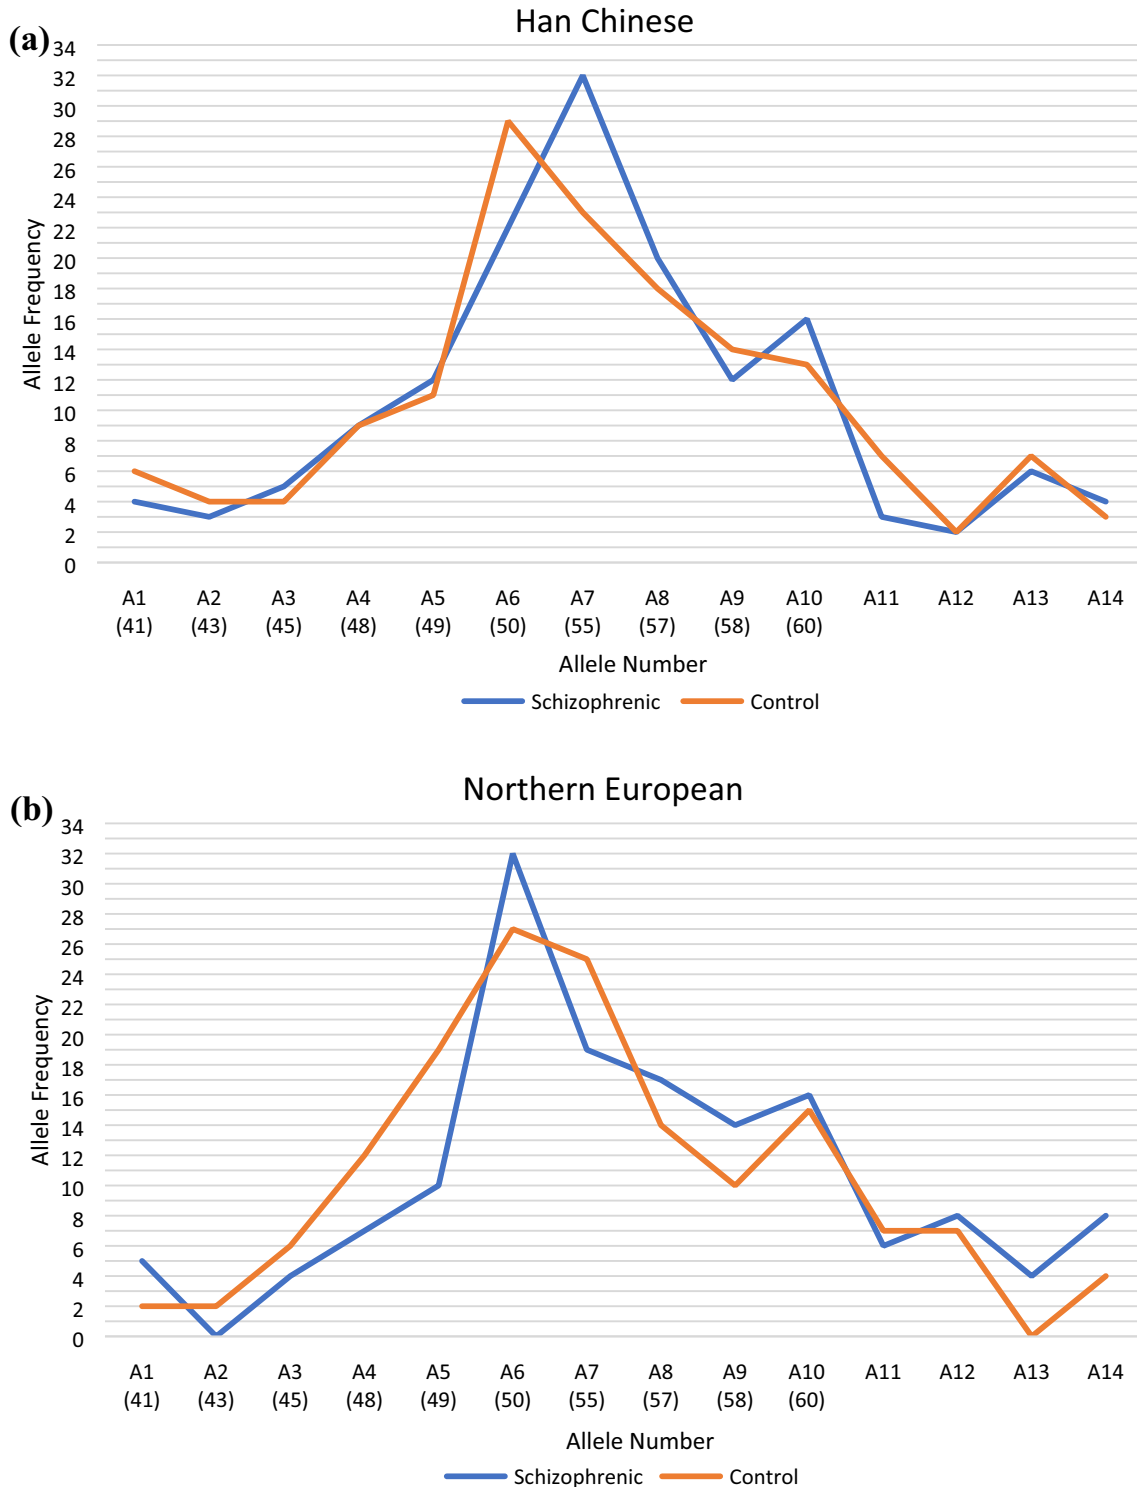 Han Chinese
(a)
34
32
30
28
26
24
22
20
18
16
14
12
10
8
6
4
2
0
Allele Frequency
A1 A2 A3 A4 A5 A6 A7 A8 A9 A10 A11 A12 A13 A14
(41) (43) (45) (48) (49) (50) (55) (57) (58) (60)
Allele Number
Schizophrenic Control
Northern European
(b)
34
32
30
28
26
24
22
20
18
16
14
12
10
8
6
4
2
0
Allele Frequency
A1 A2 A3 A4 A5 A6 A7 A8 A9 A10 A11 A12 A13 A14
(41) (43) (45) (48) (49) (50) (55) (57) (58) (60)
Allele Number
Schizophrenic Control